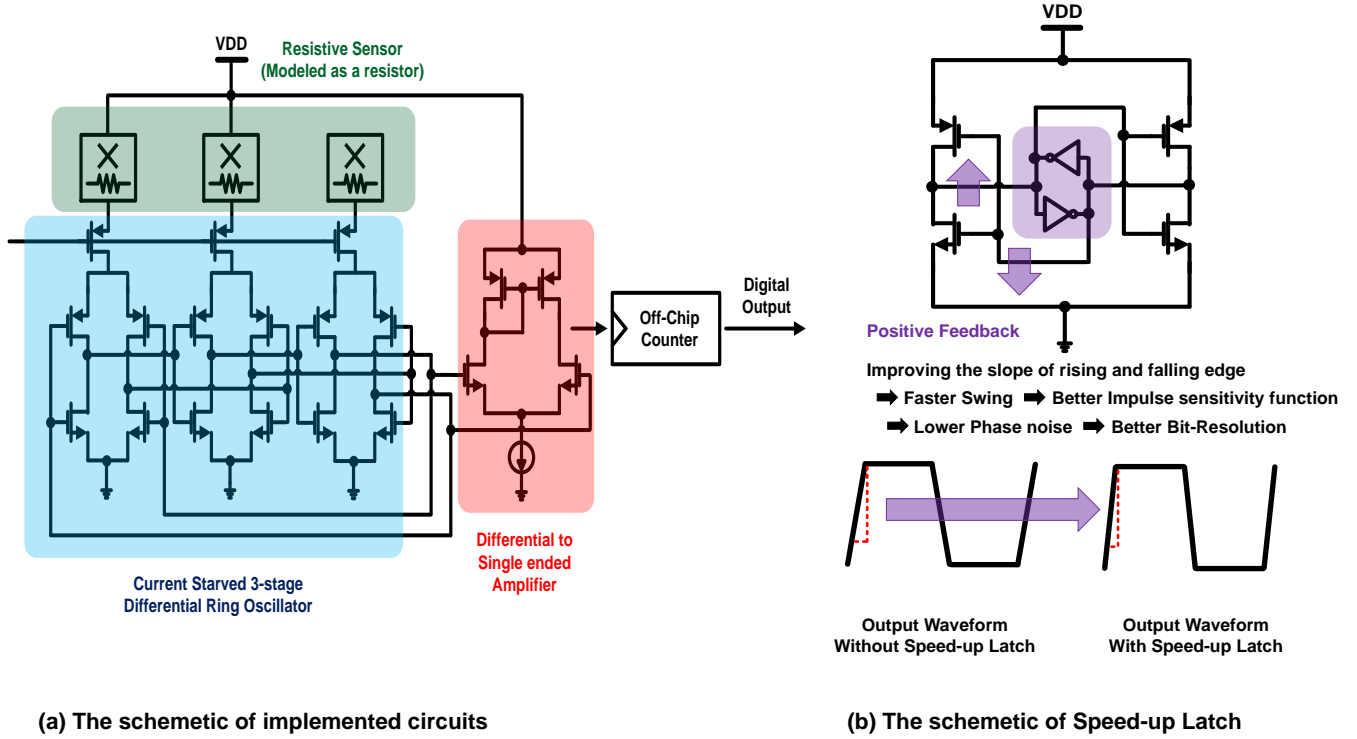 VDD
Resistive Sensor
(Modeled as a resistor)
Off-Chip
Counter
Digital
Output
Differential to
Single ended
Amplifier
Current Starved 3-stage
Differential Ring Oscillator
(a) The schemetic of implemented circuits
VDD
Positive Feedback
Improving the slope of rising and falling edge
Faster Swing Better Impulse sensitivity function
Lower Phase noise Better Bit-Resolution
Output Waveform
Without Speed-up Latch
Output Waveform
With Speed-up Latch
(b) The schemetic of Speed-up Latch